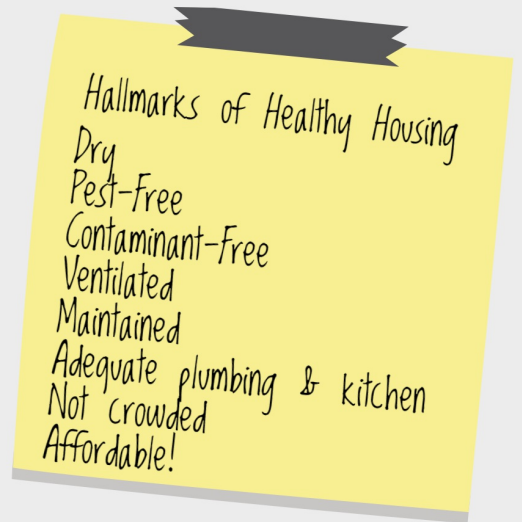 Hallmarks of Healthy Housing
Dry
Pest-Free
Contaminant-Free
Ventilated
Maintained
Adequate plumbing & kitchen
Not crowded
Affordable!